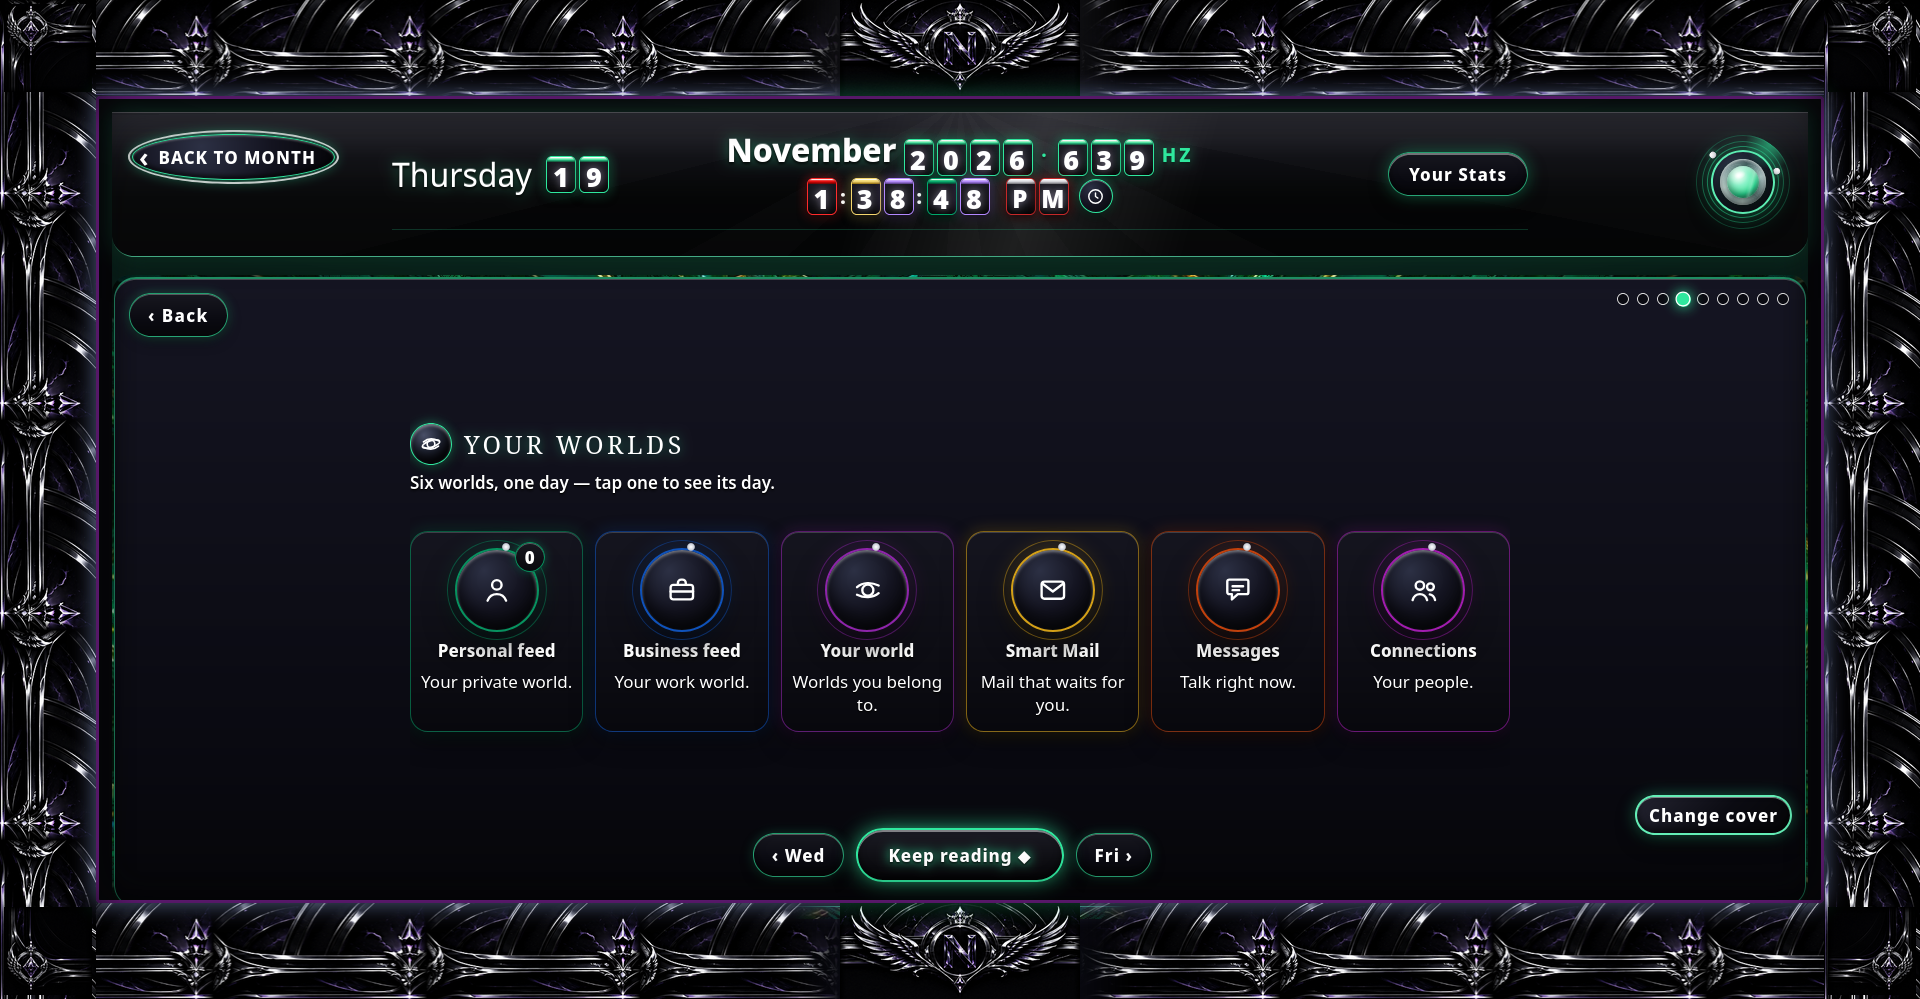 ‹ BACK TO MONTH
Thursday 19
November 2026 · 639 HZ
1:38:48 PM
Your Stats
‹ Back
YOUR WORLDS
Six worlds, one day — tap one to see its day.
0
Personal feed
Your private world.
Business feed
Your work world.
Your world
Worlds you belong
to.
Smart Mail
Mail that waits for
you.
Messages
Talk right now.
Connections
Your people.
Change cover
‹ Wed
Keep reading ◆
Fri ›
N
N